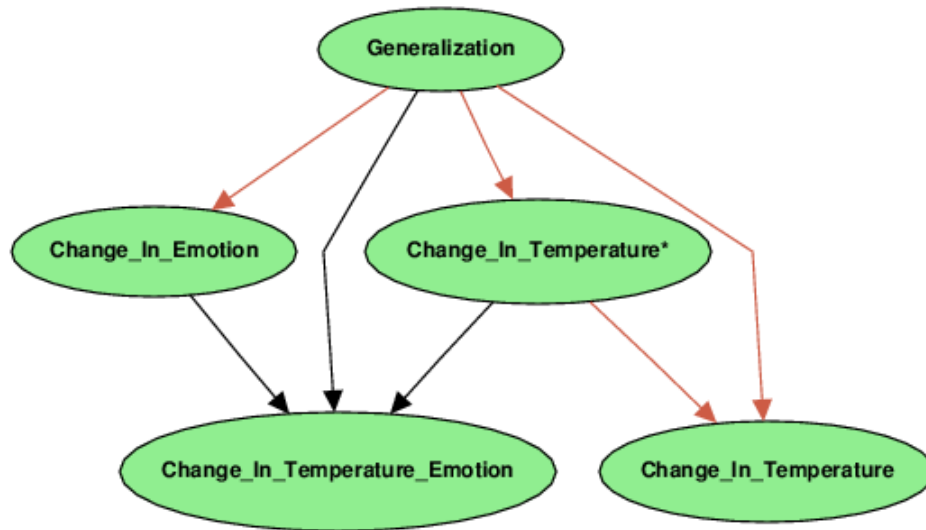 Generalization
Change_In_Emotion
Change_In_Temperature*
Change_In_Temperature_Emotion
Change_In_Temperature